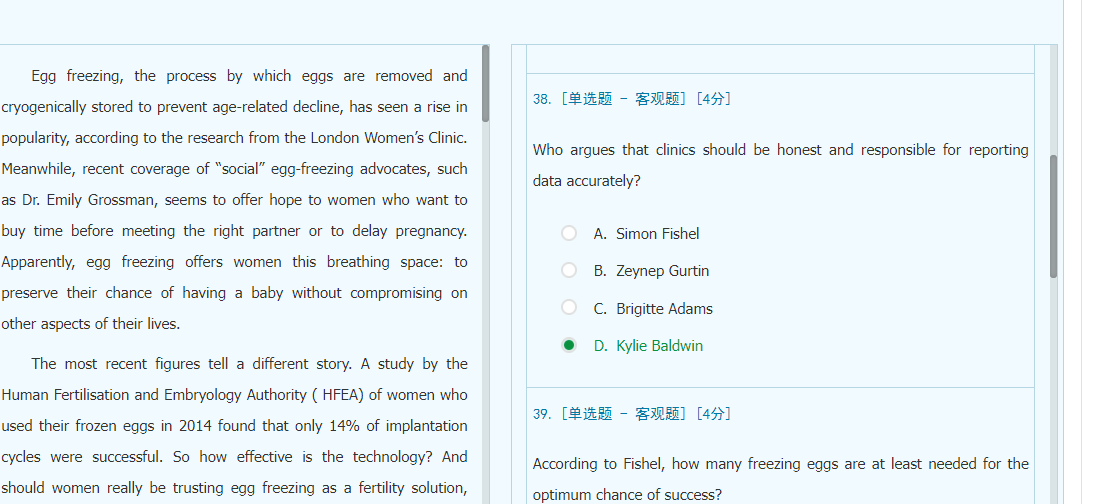 Egg freezing, the process by which eggs are removed and
cryogenically stored to prevent age-related decline, has seen a rise in
popularity, according to the research from the London Women’s Clinic.
Meanwhile, recent coverage of “social” egg-freezing advocates, such
as Dr. Emily Grossman, seems to offer hope to women who want to
buy time before meeting the right partner or to delay pregnancy.
Apparently, egg freezing offers women this breathing space: to
preserve their chance of having a baby without compromising on
other aspects of their lives.
The most recent figures tell a different story. A study by the
Human Fertilisation and Embryology Authority ( HFEA) of women who
used their frozen eggs in 2014 found that only 14% of implantation
cycles were successful. So how effective is the technology? And
should women really be trusting egg freezing as a fertility solution,
38. [单选题 - 客观题] [4分]
Who argues that clinics should be honest and responsible for reporting
data accurately?
A. Simon Fishel
B. Zeynep Gurtin
C. Brigitte Adams
D. Kylie Baldwin
39. [单选题 - 客观题] [4分]
According to Fishel, how many freezing eggs are at least needed for the
optimum chance of success?